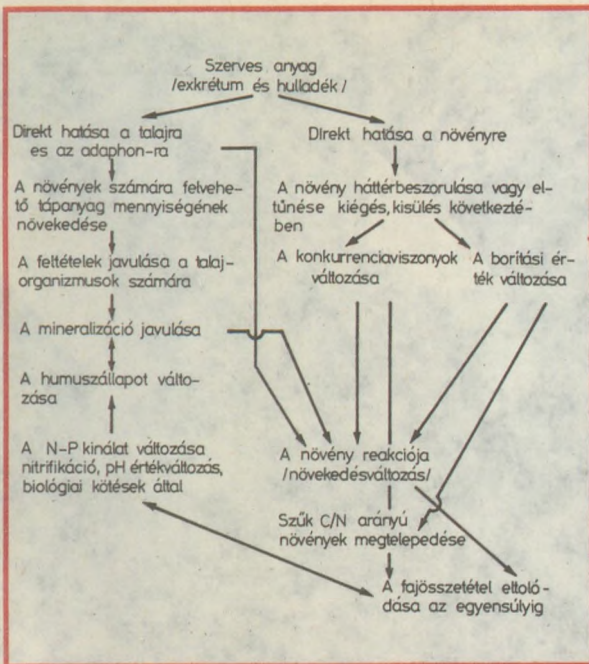 Szerves anyag
/exkrétum és hulladék/
Direkt hatása a talajra
es az adaphon-ra
Direkt hatása a növényre
A növények számára felvehe-
tő tápanyag mennyiségének
növekedése
A növény háttérbeszorulása vagy el-
tűnése kiégés, kisülés következté-
ben
A feltételek javulása a talaj-
organizmusok számára
A konkurrenciaviszonyok
változása
A borítási ér-
ték változása
A mineralizáció javulása
A humuszállapot válto-
zása
A N-P kinálat változása
nitrifikáció, pH értékváltozás,
biológiai kötések által
A növény reakciója
/növekedésváltozás/
Szűk C/N arányú
növények megtelepedése
A fajösszetétel eltoló-
dása az egyensúlyig